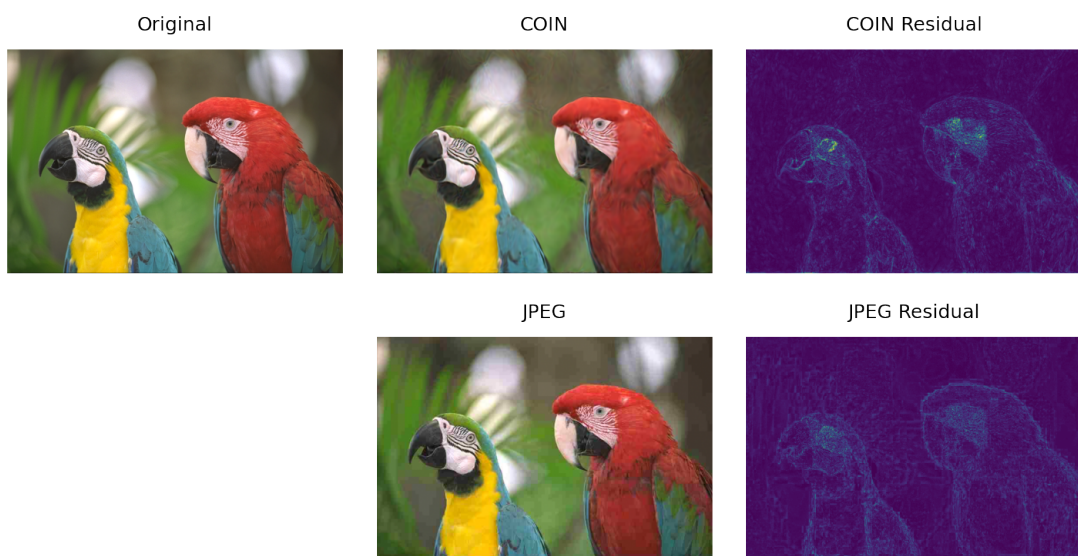 Original
COIN
COIN Residual
JPEG
JPEG Residual